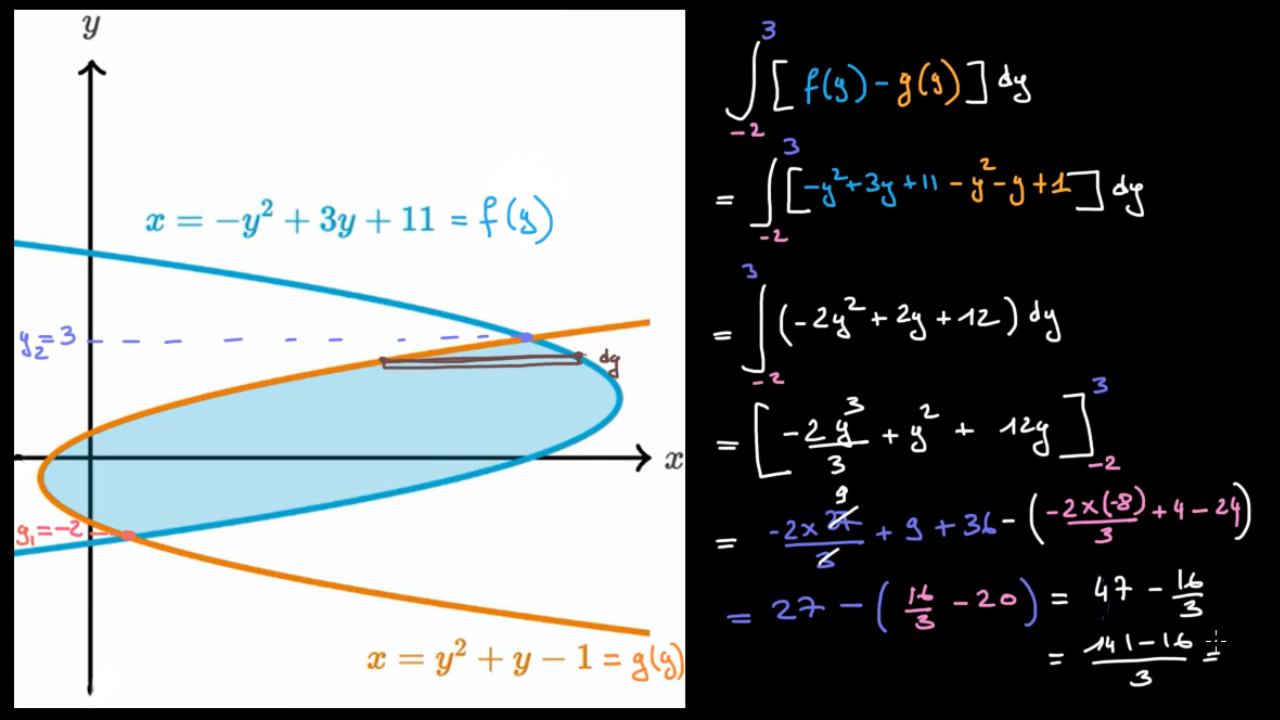 y
x = −y² + 3y + 11 = f(y)
y₂=3
dy
x
y₁=−2
x = y² + y − 1 = g(y)
∫₋₂³ [ f(y) − g(y) ] dy
= ∫₋₂³ [ −y² + 3y + 11 − y² − y + 1 ] dy
= ∫₋₂³ (−2y² + 2y + 12) dy
= [ −2y³/3 + y² + 12y ]₋₂³
9
= −2×27/3 + 9 + 36 − ( −2×(−8)/3 + 4 − 24 )
= 27 − ( 16/3 − 20 ) = 47 − 16/3
= (141 − 16)/3 =